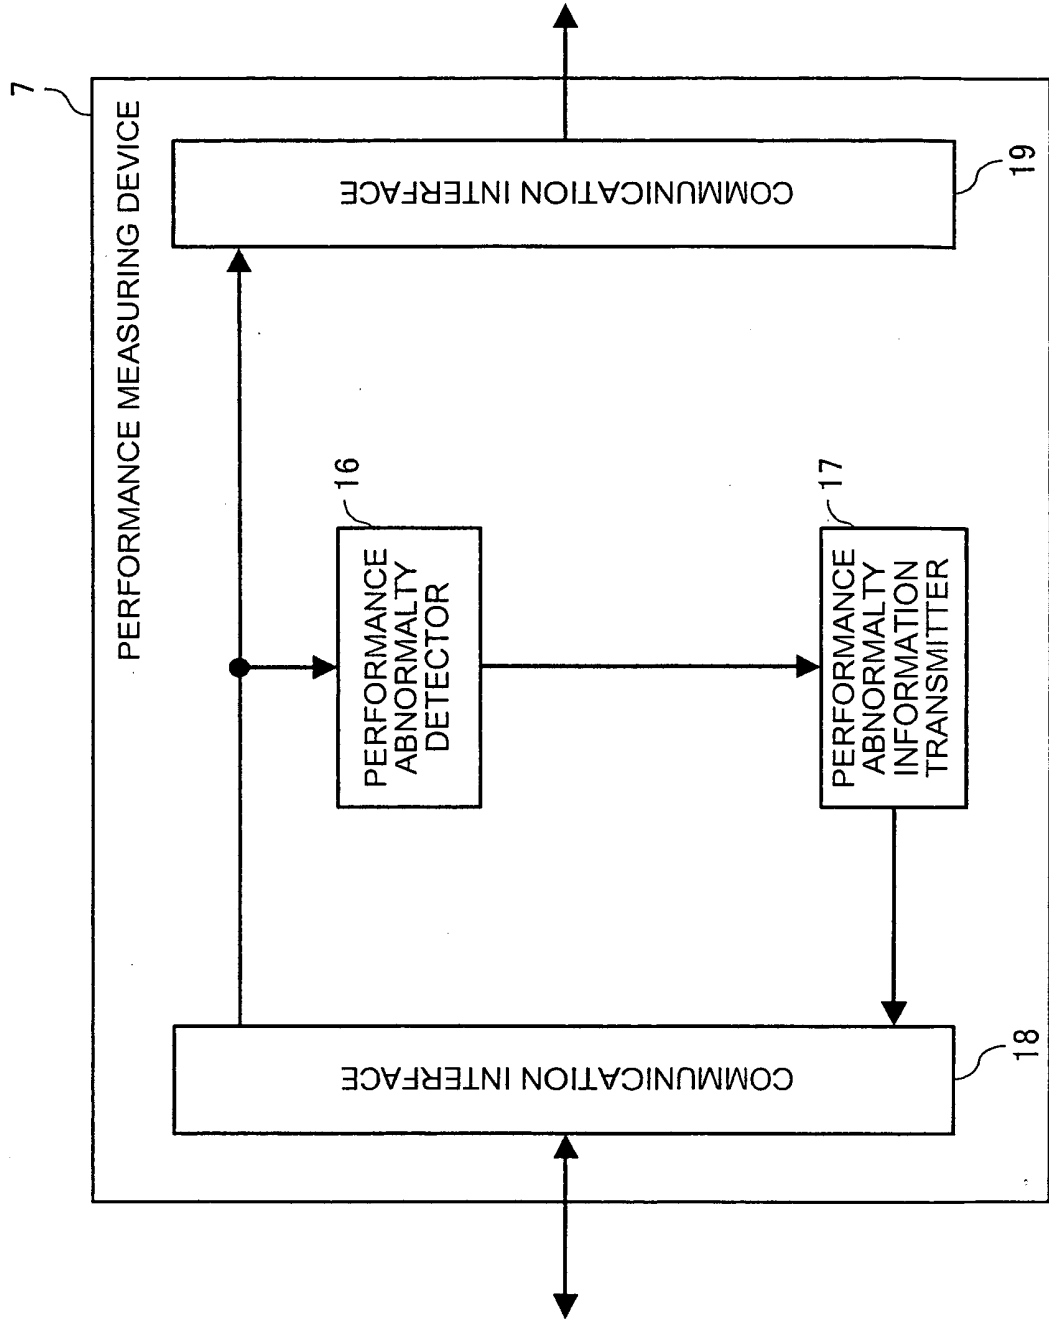 7
PERFORMANCE MEASURING DEVICE
COMMUNICATION INTERFACE
18
PERFORMANCE
ABNORMALTY
DETECTOR
16
PERFORMANCE
ABNORMALTY
INFORMATION
TRANSMITTER
17
COMMUNICATION INTERFACE
19